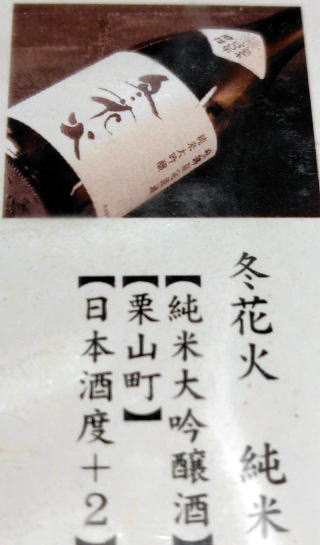 冬花火
純米大吟醸
冬花火 純米
【純米大吟醸酒】
【栗山町】
【日本酒度+2】